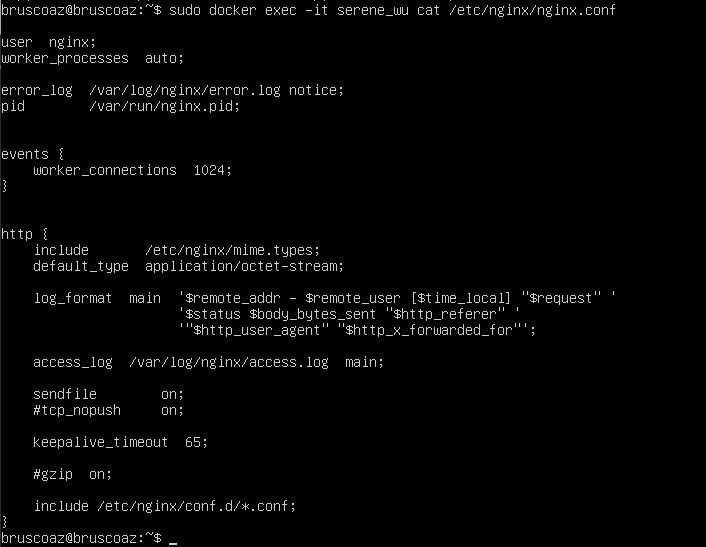 bruscoaz@bruscoaz:~$ sudo docker exec -it serene_wu cat /etc/nginx/nginx.conf

user  nginx;
worker_processes  auto;

error_log  /var/log/nginx/error.log notice;
pid        /var/run/nginx.pid;


events {
    worker_connections  1024;
}


http {
    include       /etc/nginx/mime.types;
    default_type  application/octet-stream;

    log_format  main  '$remote_addr - $remote_user [$time_local] "$request" '
                      '$status $body_bytes_sent "$http_referer" '
                      '"$http_user_agent" "$http_x_forwarded_for"';

    access_log  /var/log/nginx/access.log  main;

    sendfile        on;
    #tcp_nopush     on;

    keepalive_timeout  65;

    #gzip  on;

    include /etc/nginx/conf.d/*.conf;
}
bruscoaz@bruscoaz:~$ _